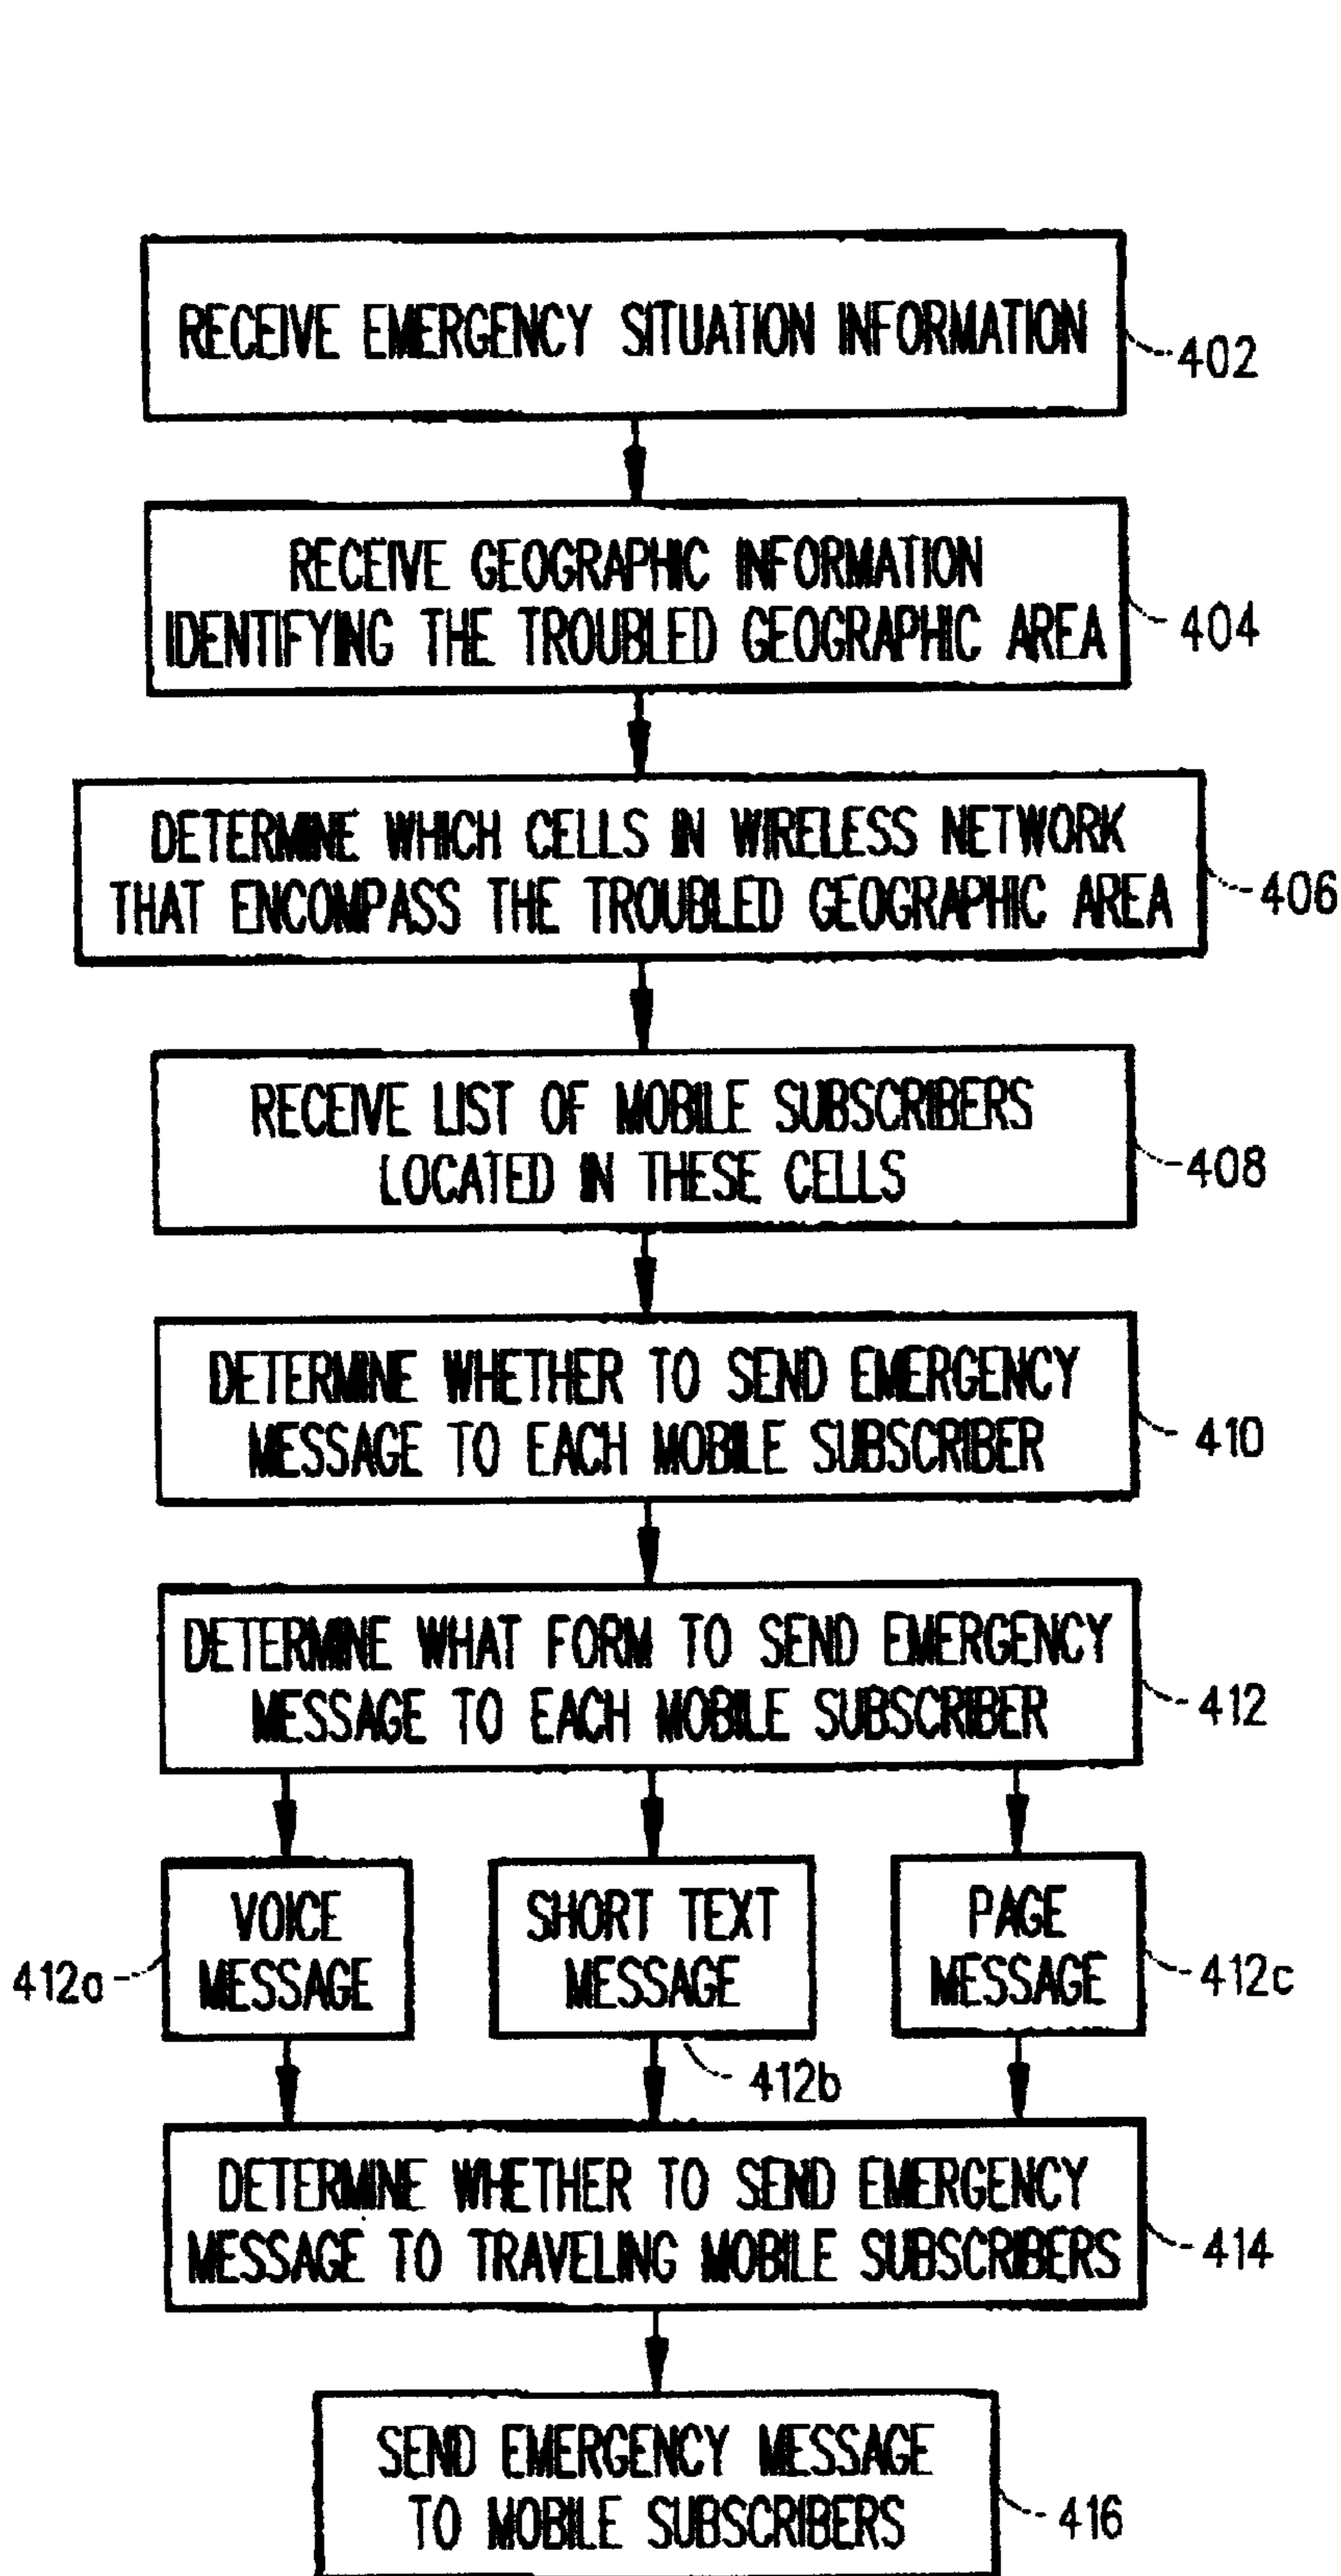 RECEIVE EMERGENCY SITUATION INFORMATION
402
RECEIVE GEOGRAPHIC INFORMATION
IDENTIFYING THE TROUBLED GEOGRAPHIC AREA
404
DETERMINE WHICH CELLS IN WIRELESS NETWORK
THAT ENCOMPASS THE TROUBLED GEOGRAPHIC AREA
406
RECEIVE LIST OF MOBILE SUBSCRIBERS
LOCATED IN THESE CELLS
408
DETERMINE WHETHER TO SEND EMERGENCY
MESSAGE TO EACH MOBILE SUBSCRIBER
410
DETERMINE WHAT FORM TO SEND EMERGENCY
MESSAGE TO EACH MOBILE SUBSCRIBER
412
VOICE
MESSAGE
412a
SHORT TEXT
MESSAGE
412b
PAGE
MESSAGE
412c
DETERMINE WHETHER TO SEND EMERGENCY
MESSAGE TO TRAVELING MOBILE SUBSCRIBERS
414
SEND EMERGENCY MESSAGE
TO MOBILE SUBSCRIBERS
416